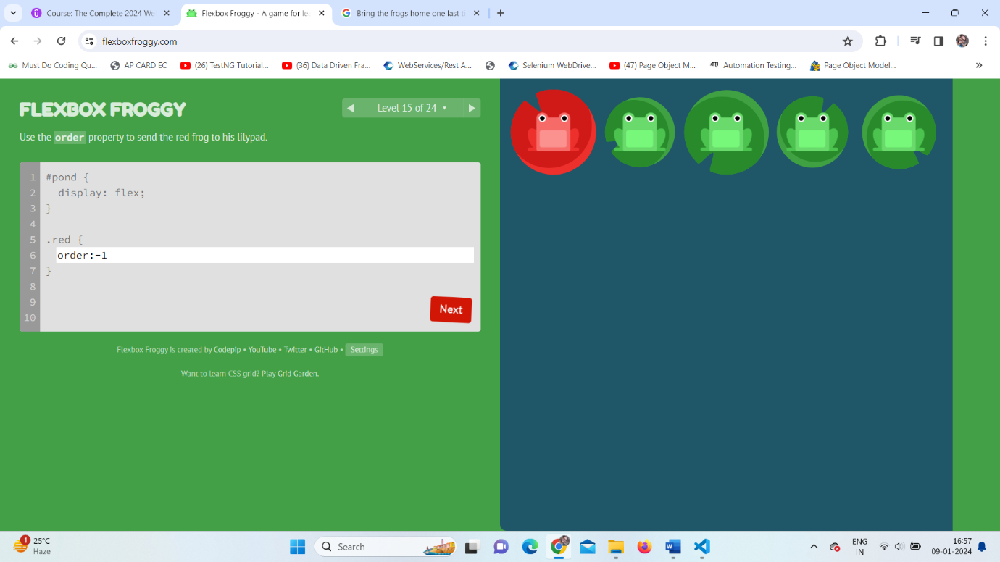 Course: The Complete 2024 We
Flexbox Froggy - A game for lea
Bring the frogs home one last t
flexboxfroggy.com
Must Do Coding Qu...
AP CARD EC
(26) TestNG Tutorial...
(36) Data Driven Fra...
WebServices/Rest A...
Selenium WebDrive...
(47) Page Object M...
Automation Testing...
Page Object Model...
FLEXBOX FROGGY
Level 15 of 24
Use the order property to send the red frog to his lilypad.
1 #pond {
2 display: flex;
3 }
4
5 .red {
6 order:-1
7 }
8
9
10
Next
Flexbox Froggy is created by Codepip • YouTube • Twitter • GitHub • Settings
Want to learn CSS grid? Play Grid Garden.
1
25°C
Haze
Search
ENG
IN
16:57
09-01-2024